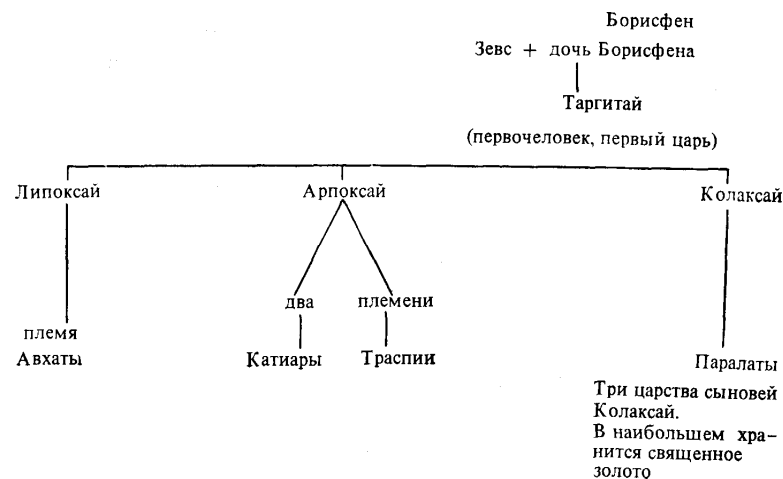 Борисфен
Зевс + дочь Борисфена
Таргитай
(первочеловек, первый царь)
Липоксай Арпоксай Колаксай
два племени
племя
Авхаты Катиары Траспии Паралаты
Три царства сыновей
Колаксай.
В наибольшем хра-
нится священное
золото